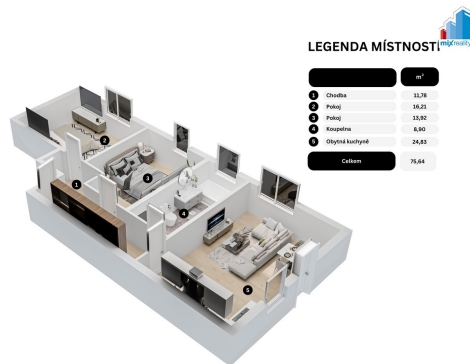 mixreality
LEGENDA MÍSTNOSTÍ
m²
1 Chodba 11,78
2 Pokoj 16,21
3 Pokoj 13,92
4 Koupelna 8,90
5 Obytná kuchyně 24,83
Celkem 75,64
2
3
1
4
5